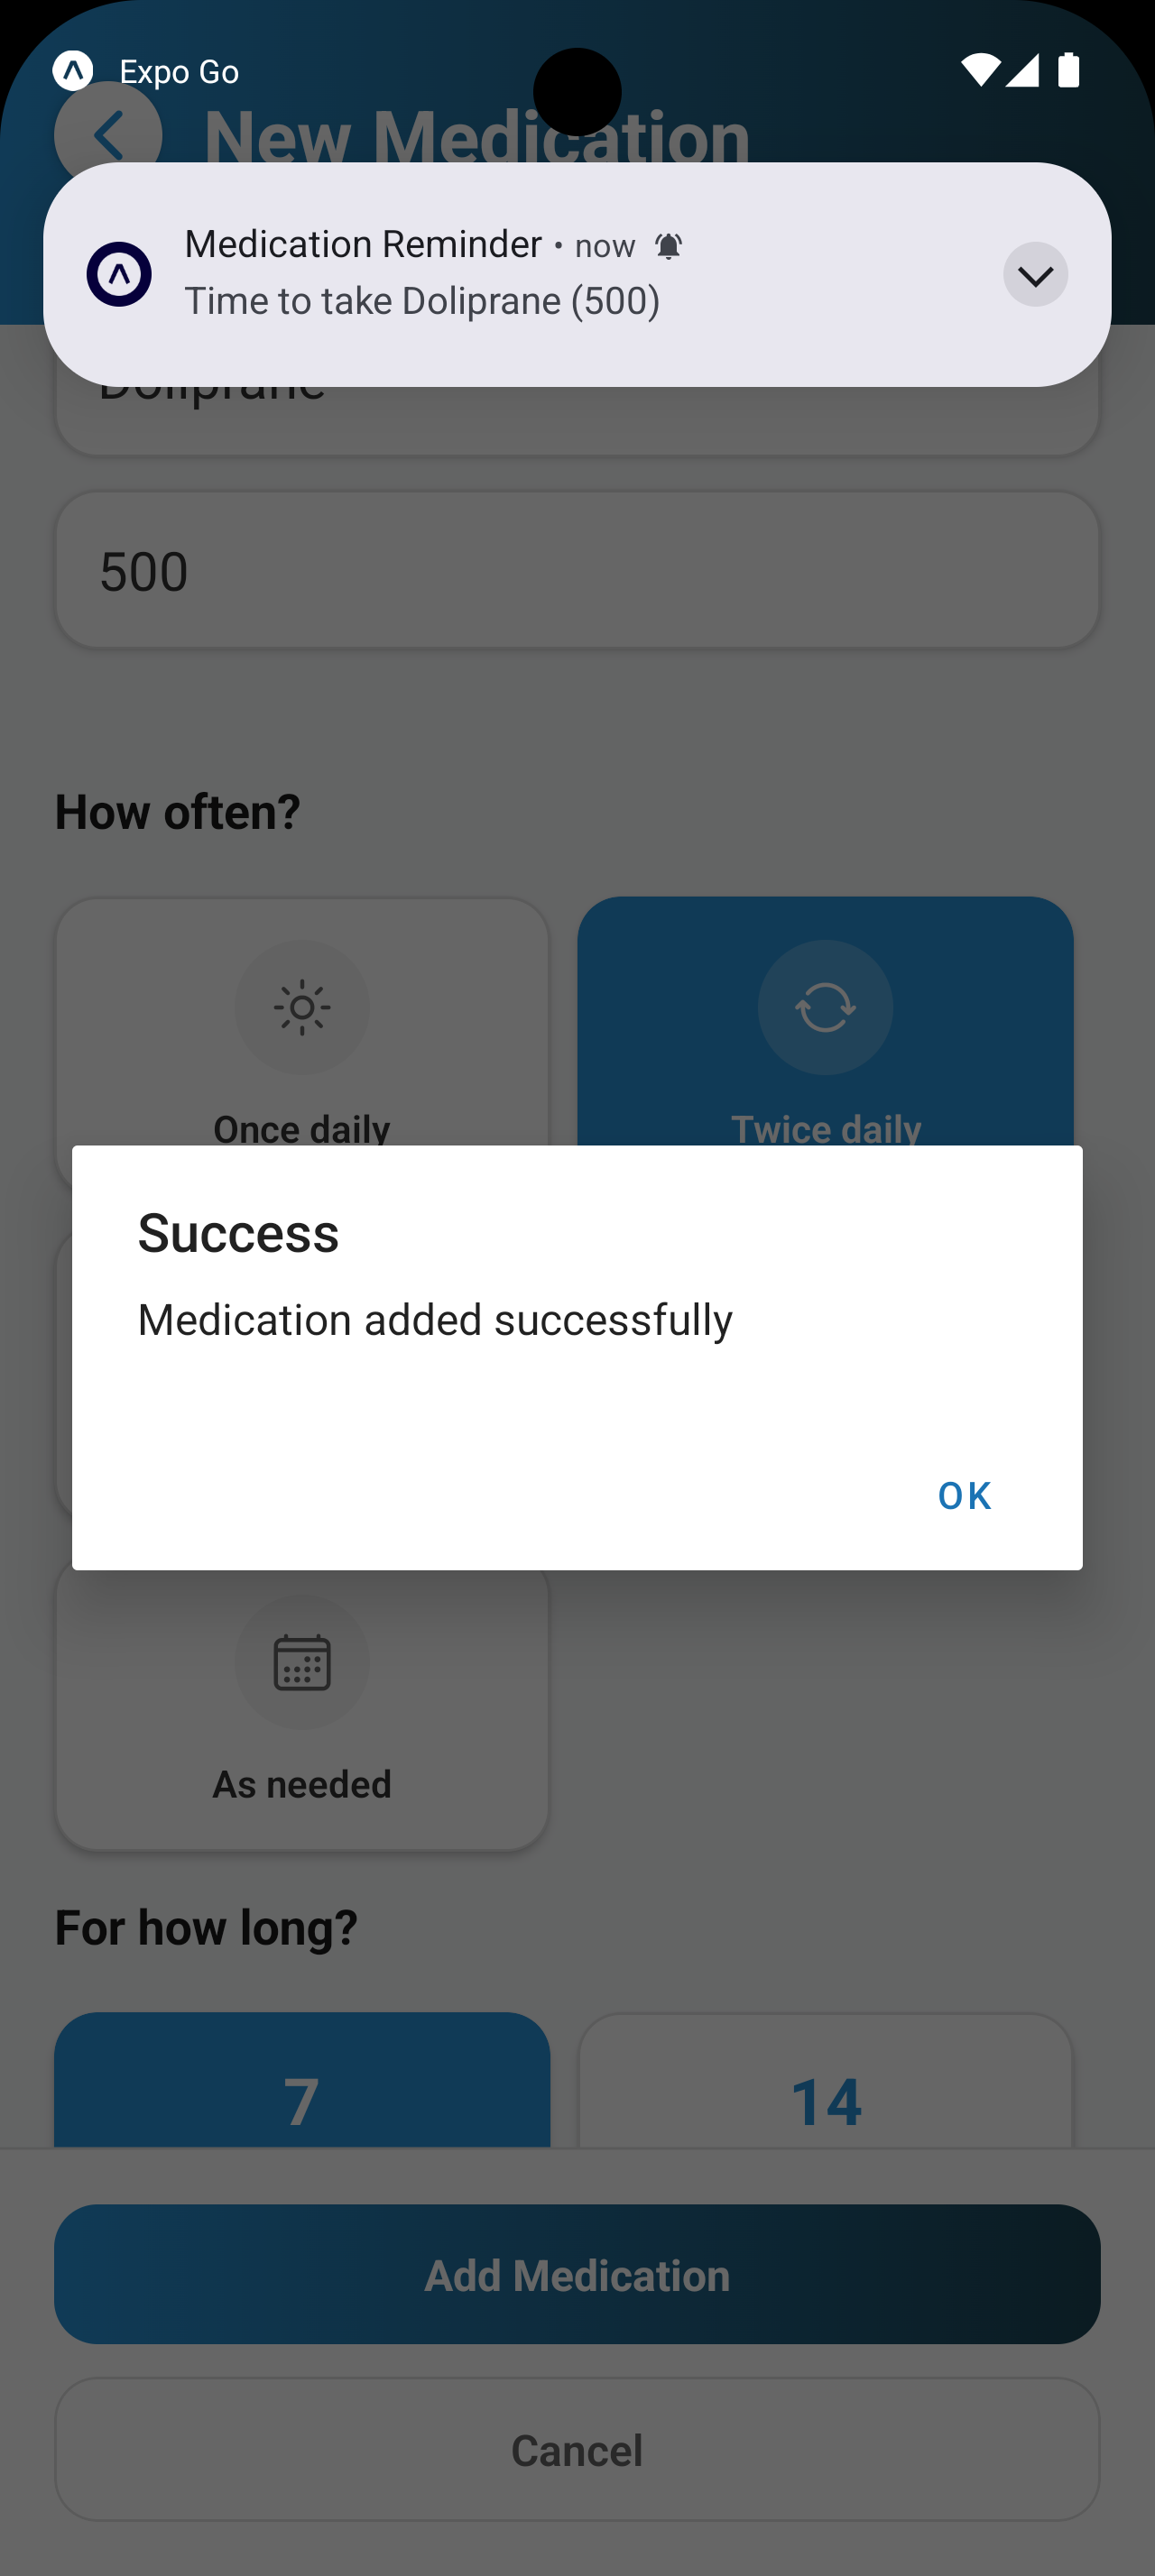 Expo Go
New Medication
Medication Reminder • now
Time to take Doliprane (500)
Doliprane
500
How often?
Once daily
Twice daily
Success
Medication added successfully
OK
As needed
For how long?
7
14
Add Medication
Cancel